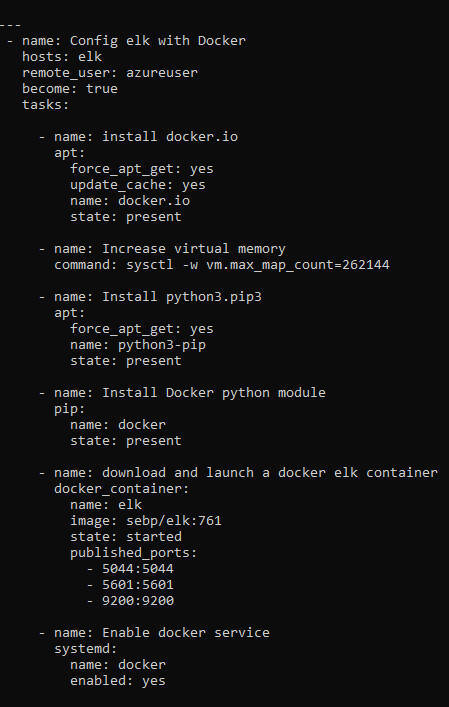 ---
- name: Config elk with Docker
hosts: elk
remote_user: azureuser
become: true
tasks:
- name: install docker.io
apt:
force_apt_get: yes
update_cache: yes
name: docker.io
state: present
- name: Increase virtual memory
command: sysctl -w vm.max_map_count=262144
- name: Install python3.pip3
apt:
force_apt_get: yes
name: python3-pip
state: present
- name: Install Docker python module
pip:
name: docker
state: present
- name: download and launch a docker elk container
docker_container:
name: elk
image: sebp/elk:761
state: started
published_ports:
- 5044:5044
- 5601:5601
- 9200:9200
- name: Enable docker service
systemd:
name: docker
enabled: yes